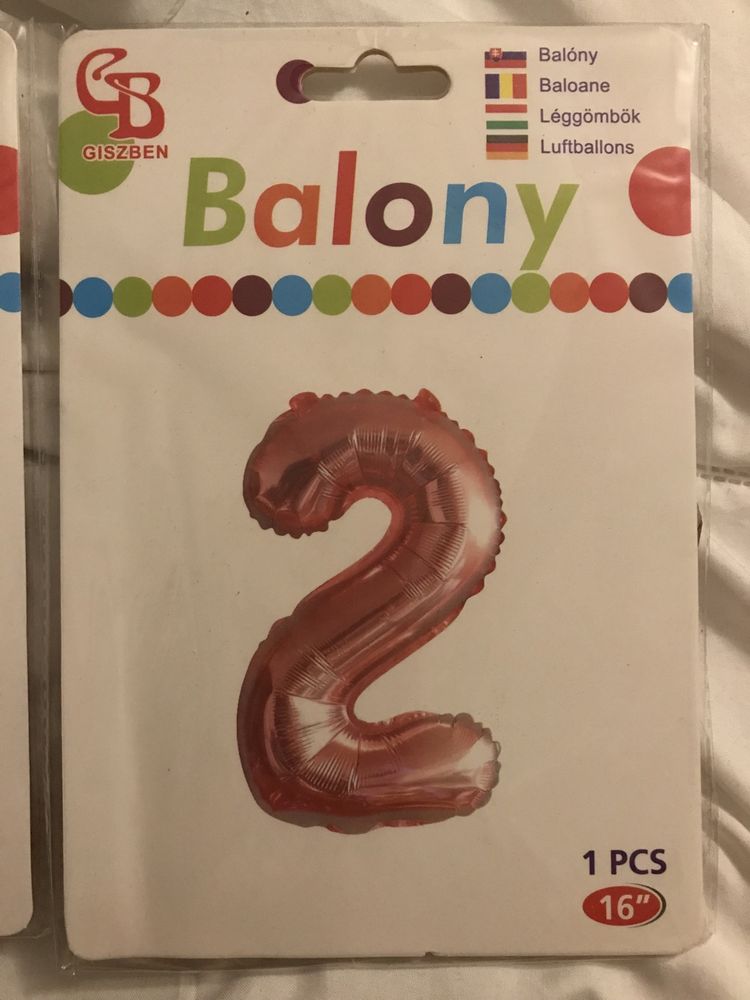 GB
GISZBEN
Balóny
Baloane
Léggömbök
Luftballons
Balony
2
1 PCS
16”